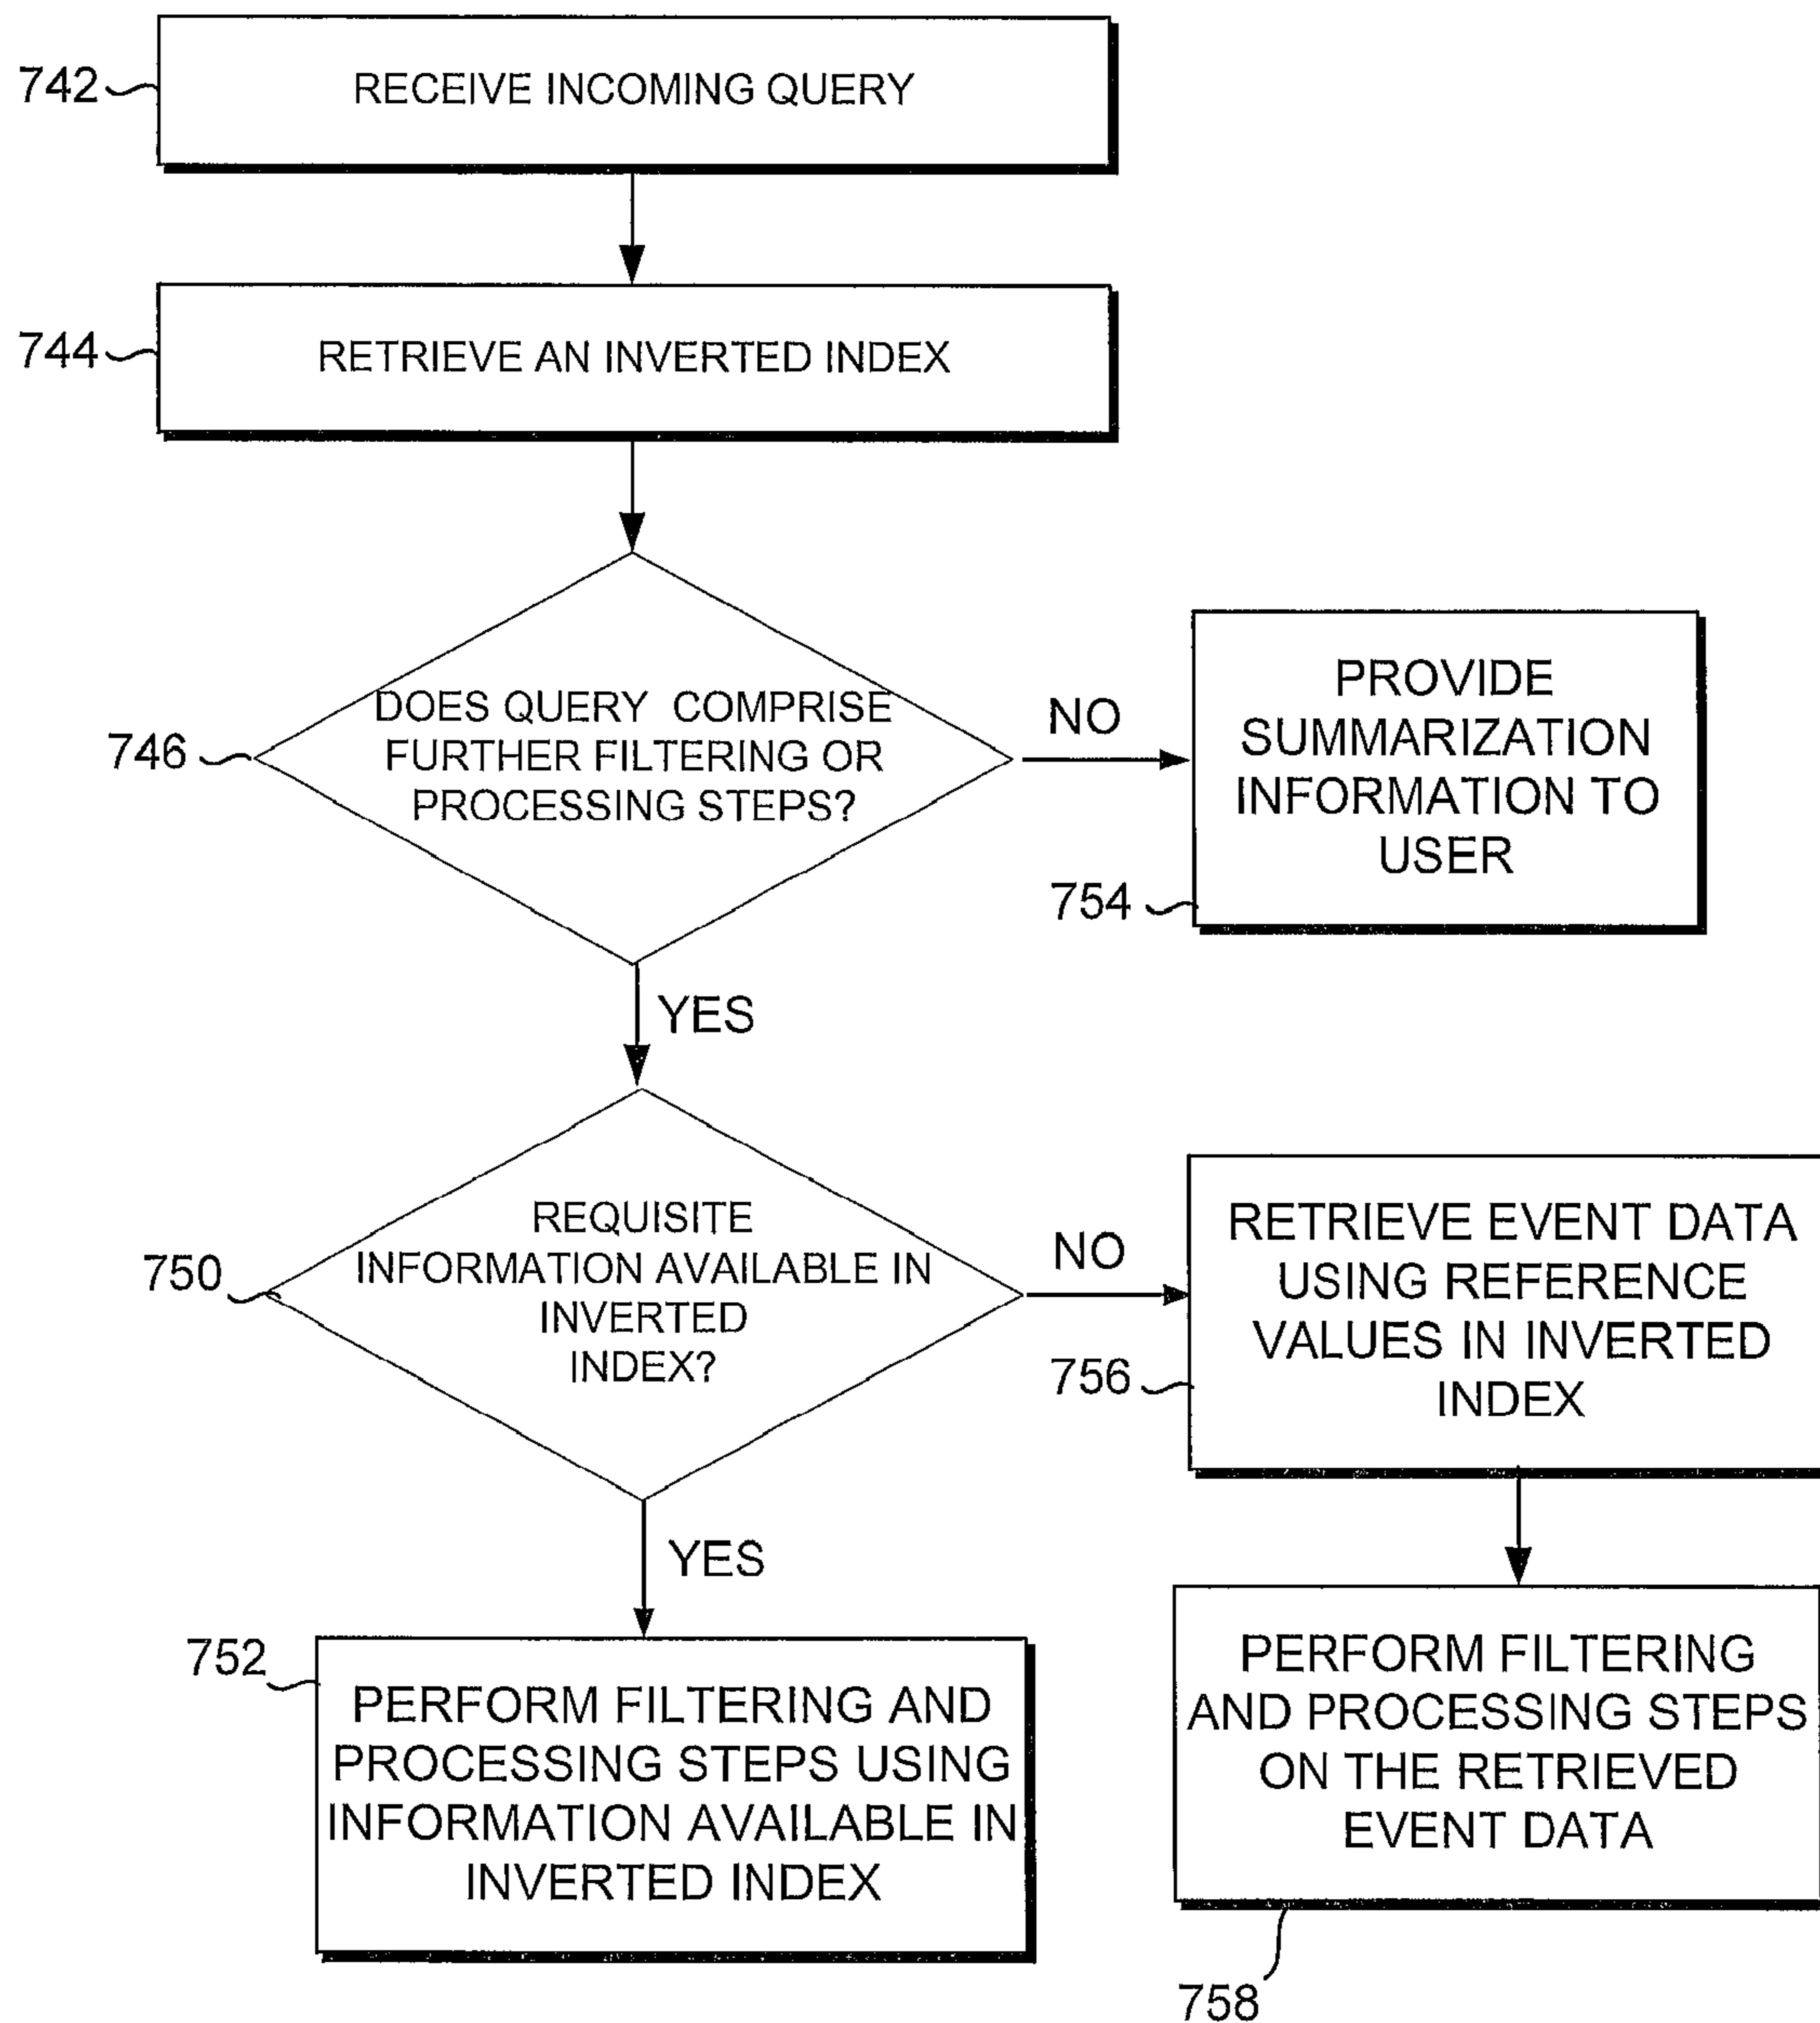 742
RECEIVE INCOMING QUERY
744
RETRIEVE AN INVERTED INDEX
746
DOES QUERY COMPRISE
FURTHER FILTERING OR
PROCESSING STEPS?
NO
PROVIDE
SUMMARIZATION
INFORMATION TO
USER
754
YES
750
REQUISITE
INFORMATION AVAILABLE IN
INVERTED
INDEX?
NO
RETRIEVE EVENT DATA
USING REFERENCE
VALUES IN INVERTED
INDEX
756
YES
752
PERFORM FILTERING AND
PROCESSING STEPS USING
INFORMATION AVAILABLE IN
INVERTED INDEX
PERFORM FILTERING
AND PROCESSING STEPS
ON THE RETRIEVED
EVENT DATA
758